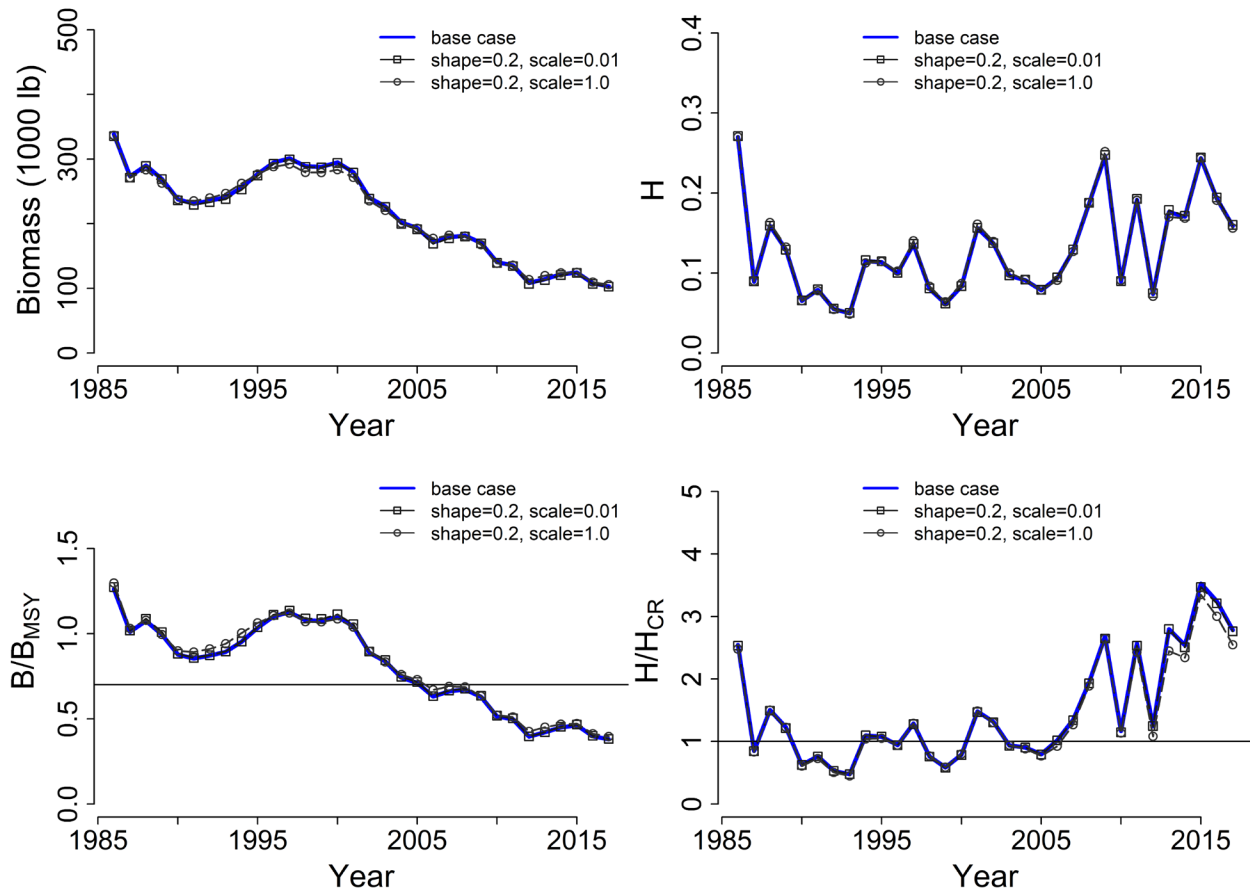 base case
shape=0.2, scale=0.01
shape=0.2, scale=1.0
Biomass (1000 lb)
500
300
100
0
1985 1995 2005 2015
Year
base case
shape=0.2, scale=0.01
shape=0.2, scale=1.0
H
0.4
0.3
0.2
0.1
0.0
1985 1995 2005 2015
Year
base case
shape=0.2, scale=0.01
shape=0.2, scale=1.0
B/BMSY
1.5
1.0
0.5
0.0
1985 1995 2005 2015
Year
base case
shape=0.2, scale=0.01
shape=0.2, scale=1.0
H/HCR
5
4
3
2
1
0
1985 1995 2005 2015
Year